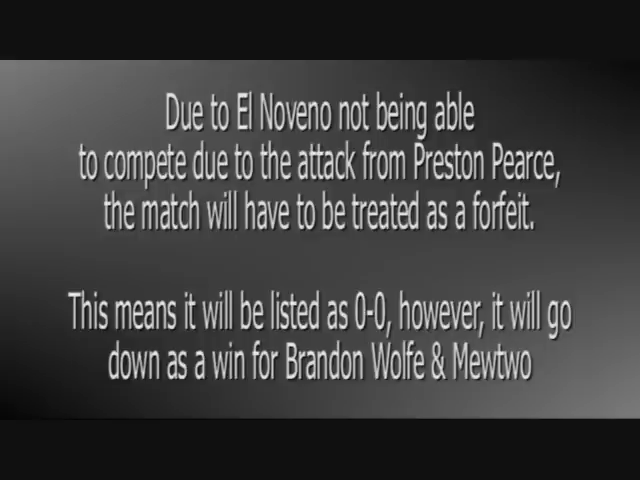 Due to El Noveno not being able
to compete due to the attack from Preston Pearce,
the match will have to be treated as a forfeit.
This means it will be listed as 0-0, however, it will go
down as a win for Brandon Wolfe & Mewtwo